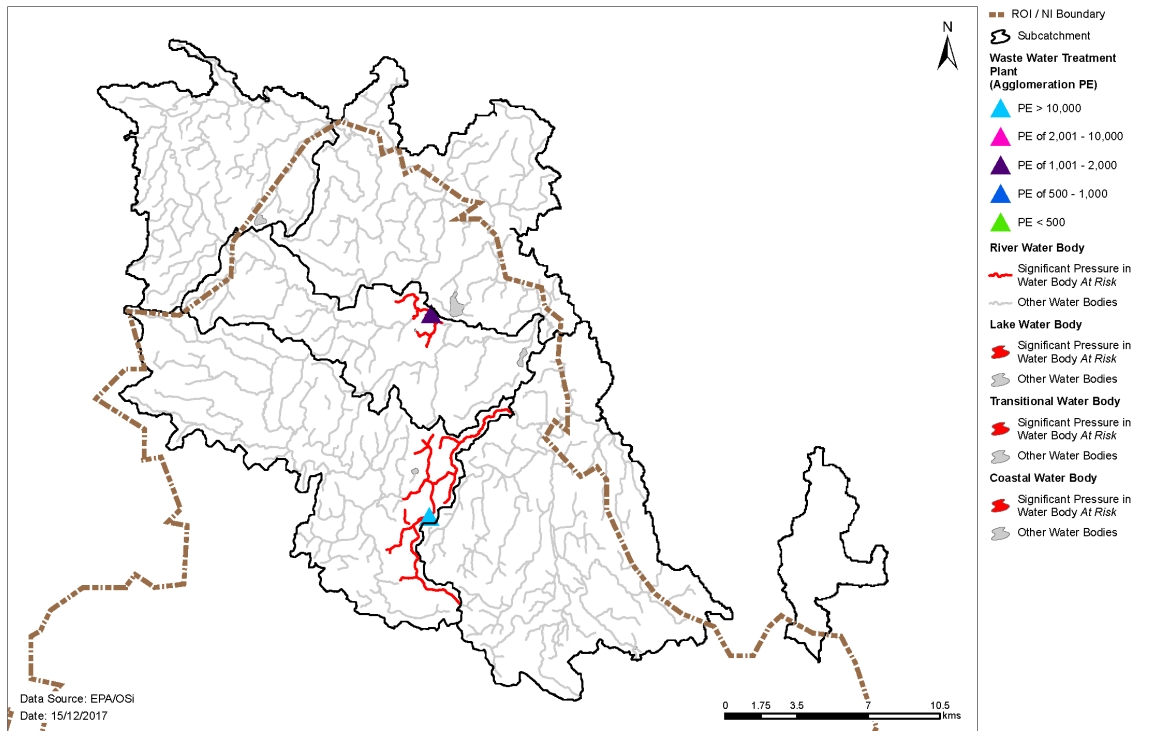 N
Data Source: EPA/OSi
Date: 15/12/2017
0 1.75 3.5 7 10.5
kms
ROI / NI Boundary
Subcatchment
Waste Water Treatment
Plant
(Agglomeration PE)
PE > 10,000
PE of 2,001 - 10,000
PE of 1,001 - 2,000
PE of 500 - 1,000
PE < 500
River Water Body
Significant Pressure in
Water Body At Risk
Other Water Bodies
Lake Water Body
Significant Pressure in
Water Body At Risk
Other Water Bodies
Transitional Water Body
Significant Pressure in
Water Body At Risk
Other Water Bodies
Coastal Water Body
Significant Pressure in
Water Body At Risk
Other Water Bodies